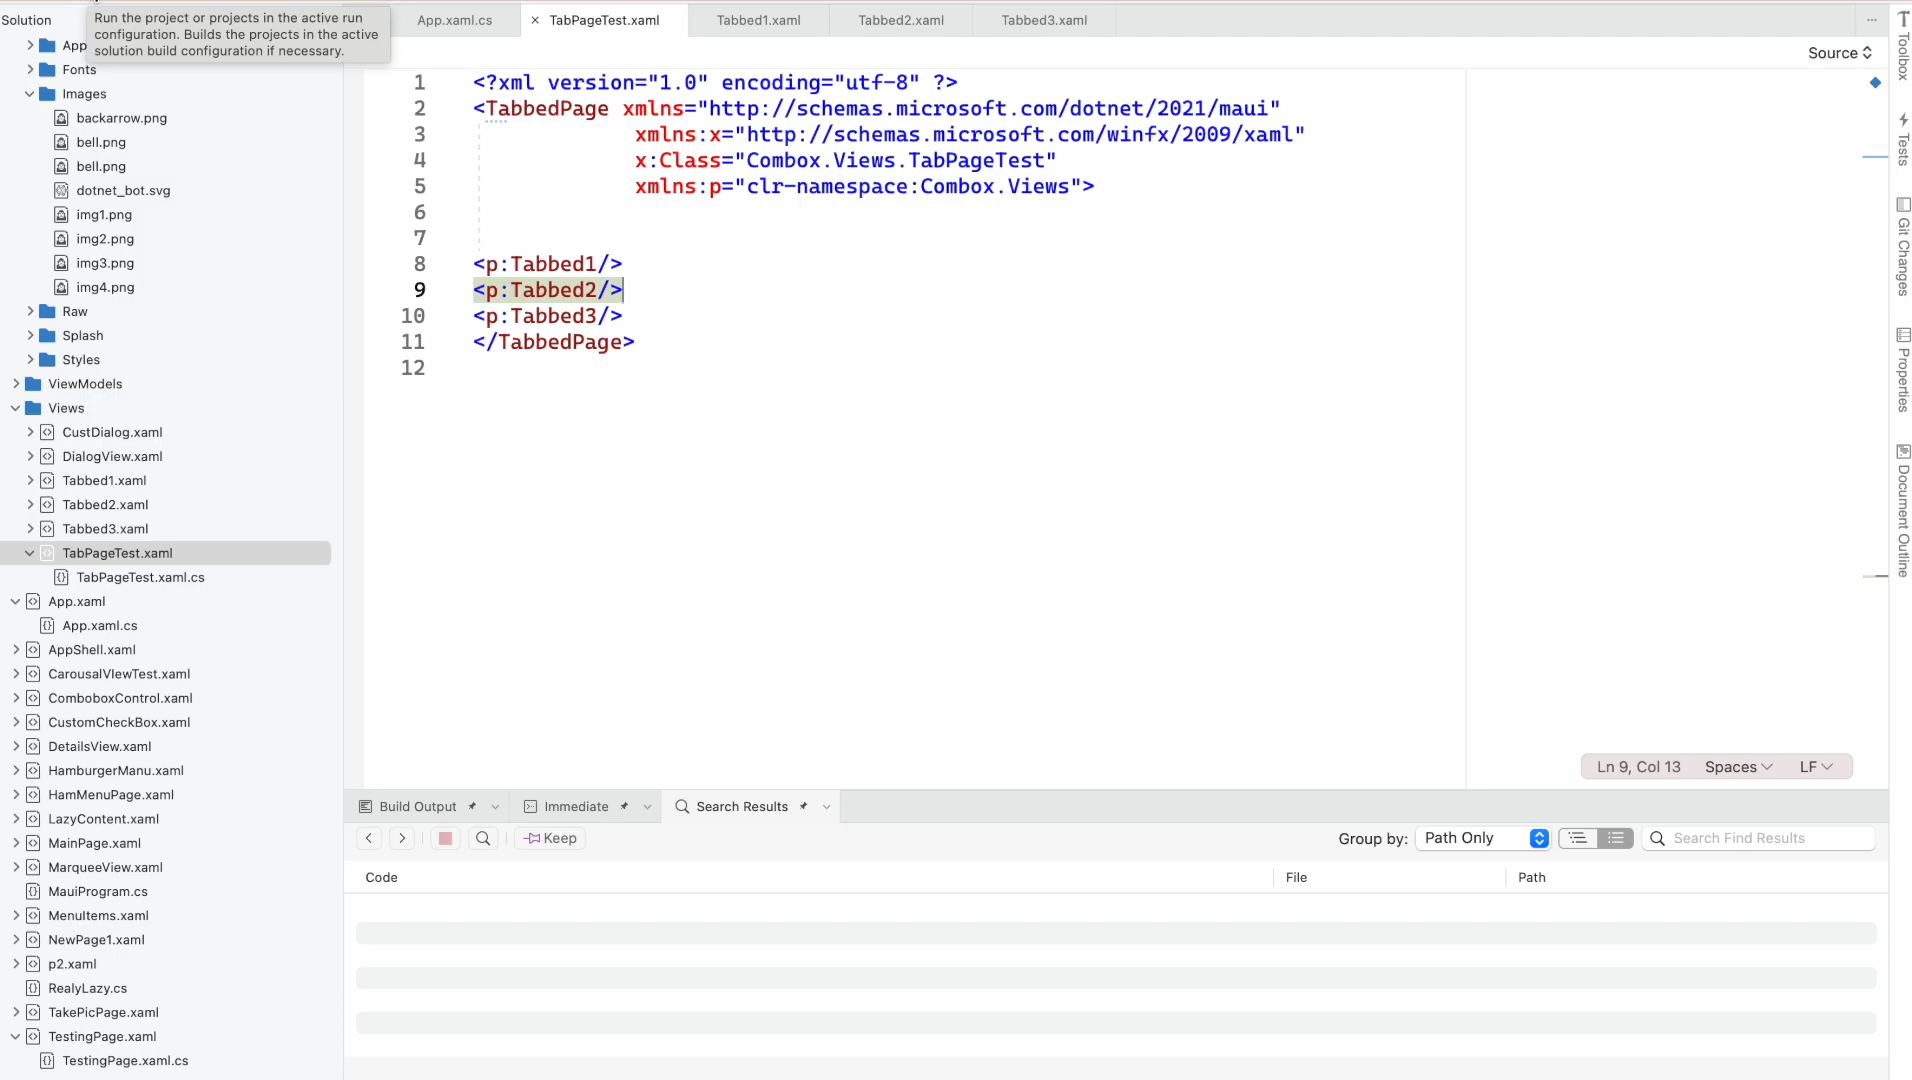 Solution
Run the project or projects in the active run
configuration. Builds the projects in the active
solution build configuration if necessary.
App
Fonts
Images
backarrow.png
bell.png
bell.png
dotnet_bot.svg
img1.png
img2.png
img3.png
img4.png
Raw
Splash
Styles
ViewModels
Views
CustDialog.xaml
DialogView.xaml
Tabbed1.xaml
Tabbed2.xaml
Tabbed3.xaml
TabPageTest.xaml
TabPageTest.xaml.cs
App.xaml
App.xaml.cs
AppShell.xaml
CarousalVIewTest.xaml
ComboboxControl.xaml
CustomCheckBox.xaml
DetailsView.xaml
HamburgerManu.xaml
HamMenuPage.xaml
LazyContent.xaml
MainPage.xaml
MarqueeView.xaml
MauiProgram.cs
MenuItems.xaml
NewPage1.xaml
p2.xaml
RealyLazy.cs
TakePicPage.xaml
TestingPage.xaml
TestingPage.xaml.cs
App.xaml.cs
TabPageTest.xaml
Tabbed1.xaml
Tabbed2.xaml
Tabbed3.xaml
Source
1 <?xml version="1.0" encoding="utf-8" ?>
2 <TabbedPage xmlns="http://schemas.microsoft.com/dotnet/2021/maui"
3 xmlns:x="http://schemas.microsoft.com/winfx/2009/xaml"
4 x:Class="Combox.Views.TabPageTest"
5 xmlns:p="clr-namespace:Combox.Views">
6
7
8 <p:Tabbed1/>
9 <p:Tabbed2/>
10 <p:Tabbed3/>
11 </TabbedPage>
12
Ln 9, Col 13 Spaces LF
Build Output
Immediate
Search Results
Keep
Group by: Path Only
Search Find Results
Code File Path
Toolbox
Tests
Git Changes
Properties
Document Outline